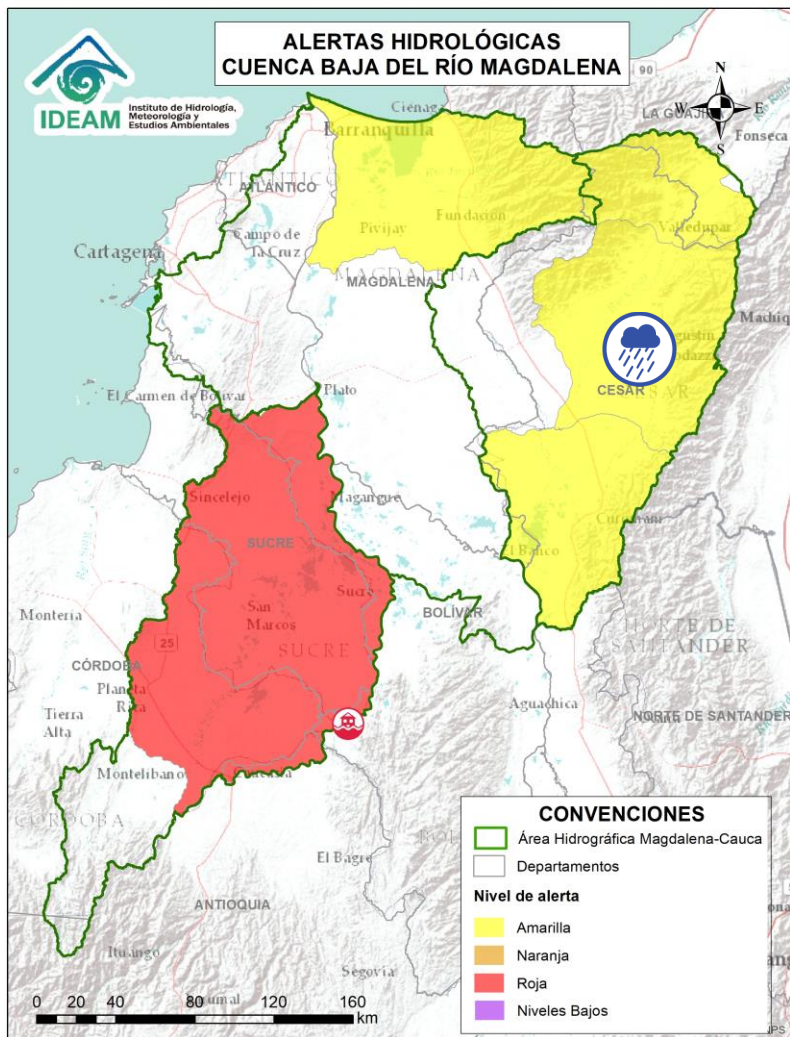 ALERTAS HIDROLÓGICAS
CUENCA BAJA DEL RÍO MAGDALENA
IDEAM
Instituto de Hidrología,
Meteorología y
Estudios Ambientales
N
W E
S
90
LA GUAJIRA
Fonseca
Ciénaga
Barranquilla
ATLÁNTICO
Pivijay
Fundación
Valledupar
Cartagena
Campo de
la Cruz
MAGDALENA
MAGDALENA
Machiq
CESAR
El Carmen de Bolívar
Plato
Sincelejo
Magangué
SUCRE
El Banco
Sucre
BOLÍVAR
Montería
San
Marcos
SUCRE
NORTE DE
SANTANDER
25
CÓRDOBA
Planeta
Rica
Tierra
Alta
Aguachica
NORTE DE SANTANDER
Montelibano
CÓRDOBA
El Bagre
ANTIOQUIA
Ituango
Segovia
0 20 40 80 120 160
km
CONVENCIONES
Área Hidrográfica Magdalena-Cauca
Departamentos
Nivel de alerta
Amarilla
Naranja
Roja
Niveles Bajos